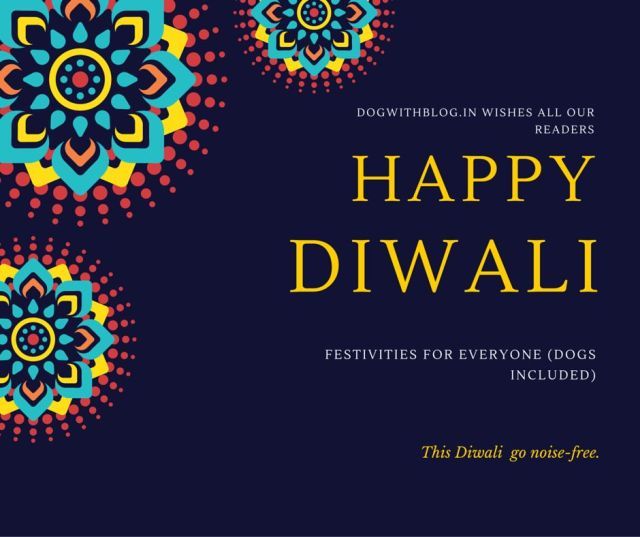 DOGWITHBLOG.IN WISHES ALL OUR
READERS
HAPPY
DIWALI
FESTIVITIES FOR EVERYONE (DOGS
INCLUDED)
This Diwali go noise-free.